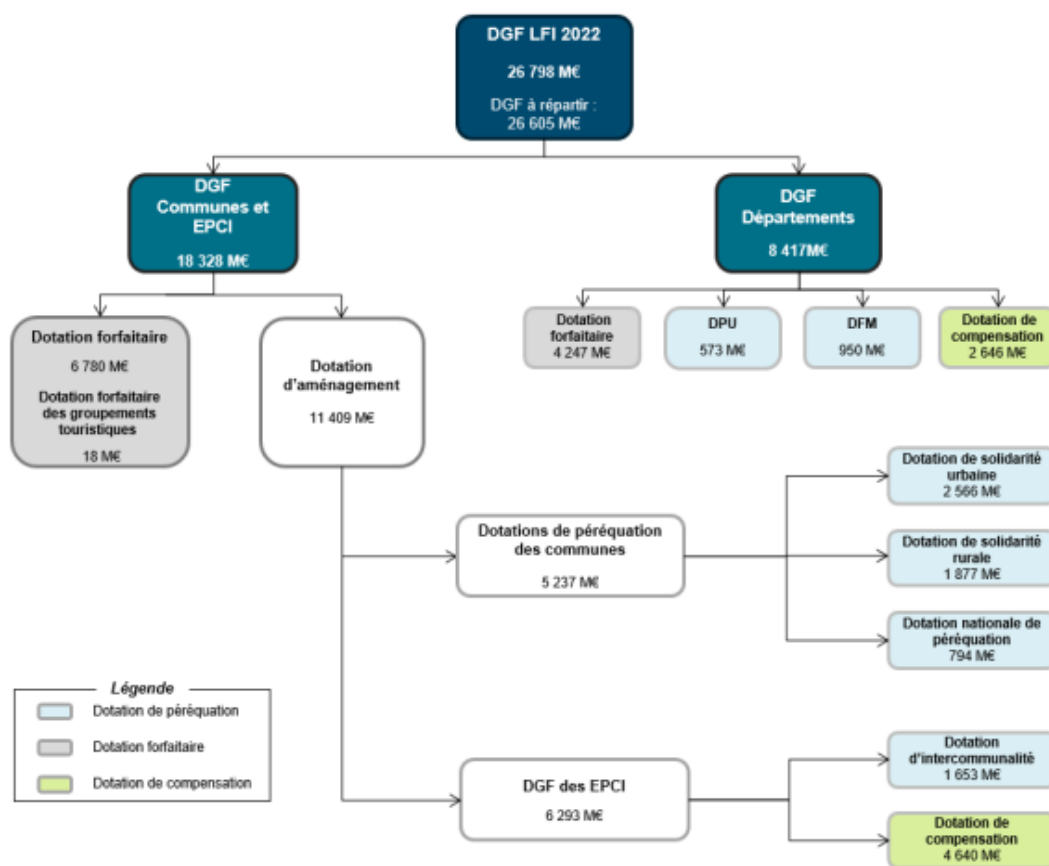 DGF LFI 2022
26 798 M€
DGF à répartir :
26 605 M€
DGF
Communes et
EPCI
18 328 M€
DGF
Départements
8 417M€
Dotation forfaitaire
6 780 M€
Dotation forfaitaire
des groupements
touristiques
18 M€
Dotation
d'aménagement
11 409 M€
Dotation
forfaitaire
4 247 M€
DPU
573 M€
DFM
950 M€
Dotation de
compensation
2 646 M€
Dotations de péréquation
des communes
5 237 M€
Dotation de solidarité
urbaine
2 566 M€
Dotation de solidarité
rurale
1 877 M€
Dotation nationale de
péréquation
794 M€
Légende
Dotation de péréquation
Dotation forfaitaire
Dotation de compensation
DGF des EPCI
6 293 M€
Dotation
d'intercommunalité
1 653 M€
Dotation de
compensation
4 640 M€